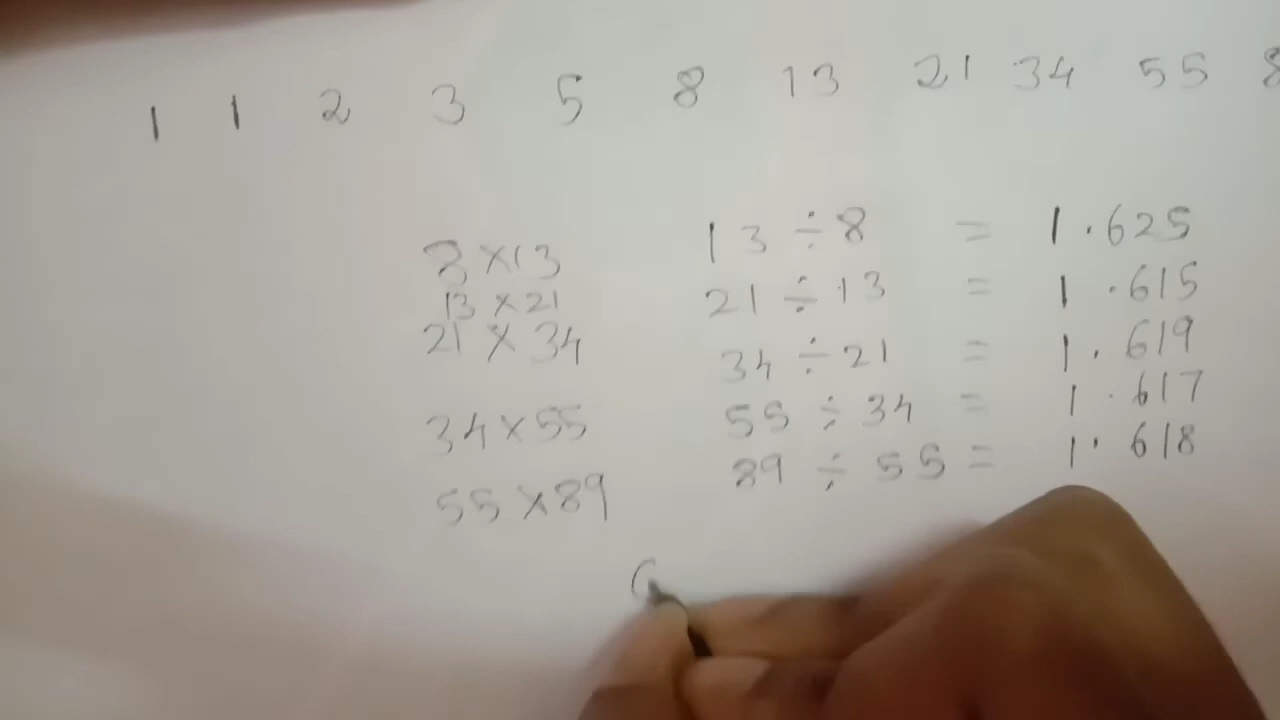 1 1 2 3 5 8 13 21 34 55 8
8 x 13 13 ÷ 8 = 1.625
13 x 21 21 ÷ 13 = 1.615
21 x 34 34 ÷ 21 = 1.619
34 x 55 55 ÷ 34 = 1.617
55 x 89 89 ÷ 55 = 1.618